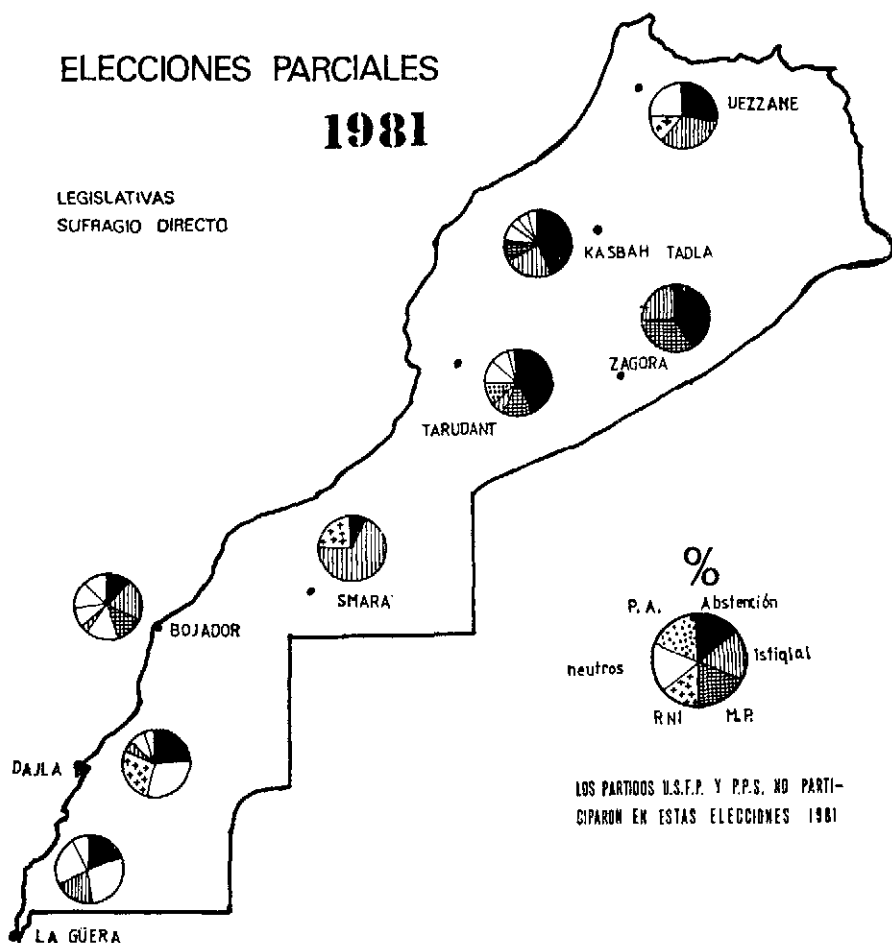 ELECCIONES PARCIALES
1981
LEGISLATIVAS
SUFRAGIO DIRECTO
UEZZANE
KASBAH TADLA
ZAGORA
TARUDANT
SMARA
BOJADOR
DAJLA
LA GÜERA
%
P.A. Abstención
neutros istiqlal
RNI M.P.
LOS PARTIDOS U.S.F.P. Y P.P.S. NO PARTI-
CIPARON EN ESTAS ELECCIONES 1981